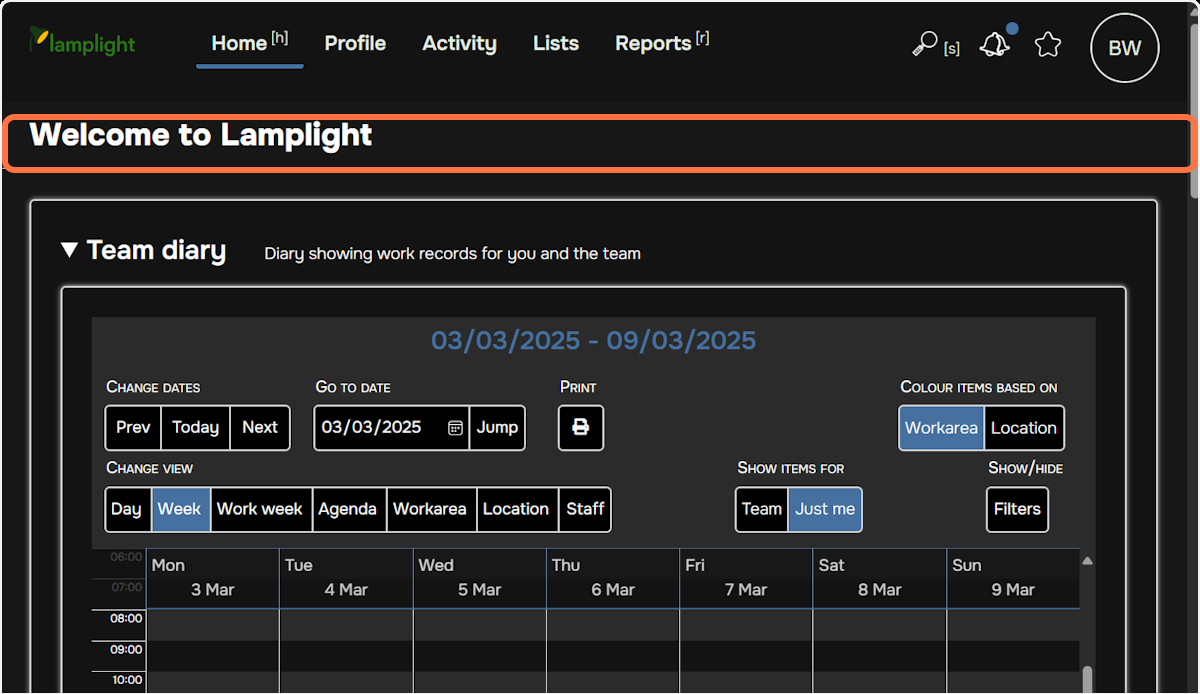 lamplight
Home [h] Profile Activity Lists Reports [r] [s] BW
Welcome to Lamplight
Team diary Diary showing work records for you and the team
03/03/2025 - 09/03/2025
Change dates Go to date Print Colour items based on
Prev Today Next 03/03/2025 Jump Workarea Location
Change view Show items for Show/hide
Day Week Work week Agenda Workarea Location Staff Team Just me Filters
06:00 Mon Tue Wed Thu Fri Sat Sun
07:00 3 Mar 4 Mar 5 Mar 6 Mar 7 Mar 8 Mar 9 Mar
08:00
09:00
10:00